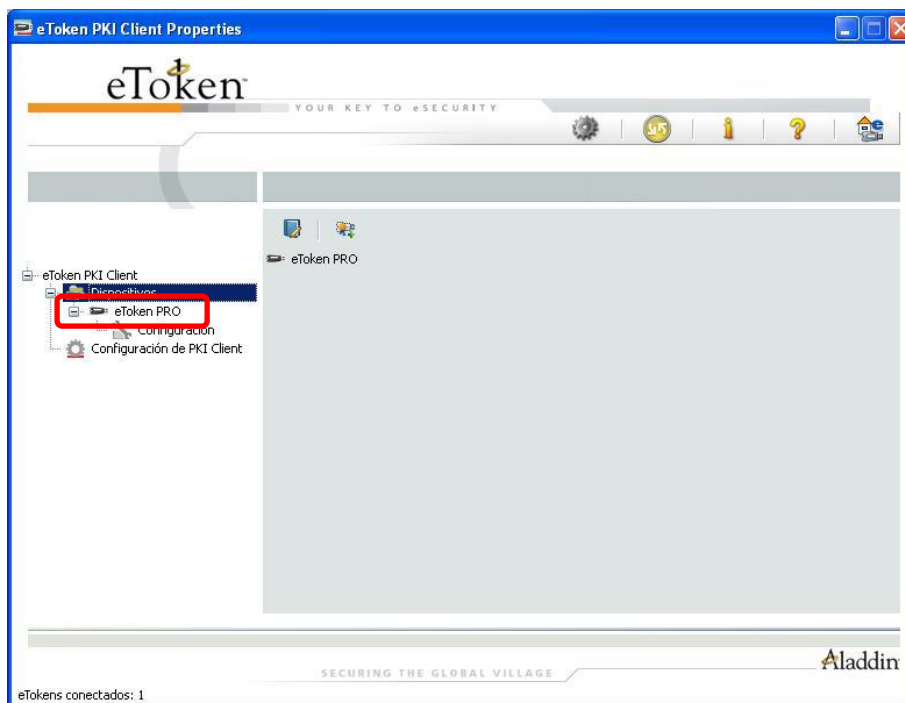 eToken PKI Client Properties
eToken™
YOUR KEY TO eSECURITY
eToken PRO
eToken PKI Client
Dispositivos
eToken PRO
Configuración
Configuración de PKI Client
SECURING THE GLOBAL VILLAGE
Aladdin
eTokens conectados: 1